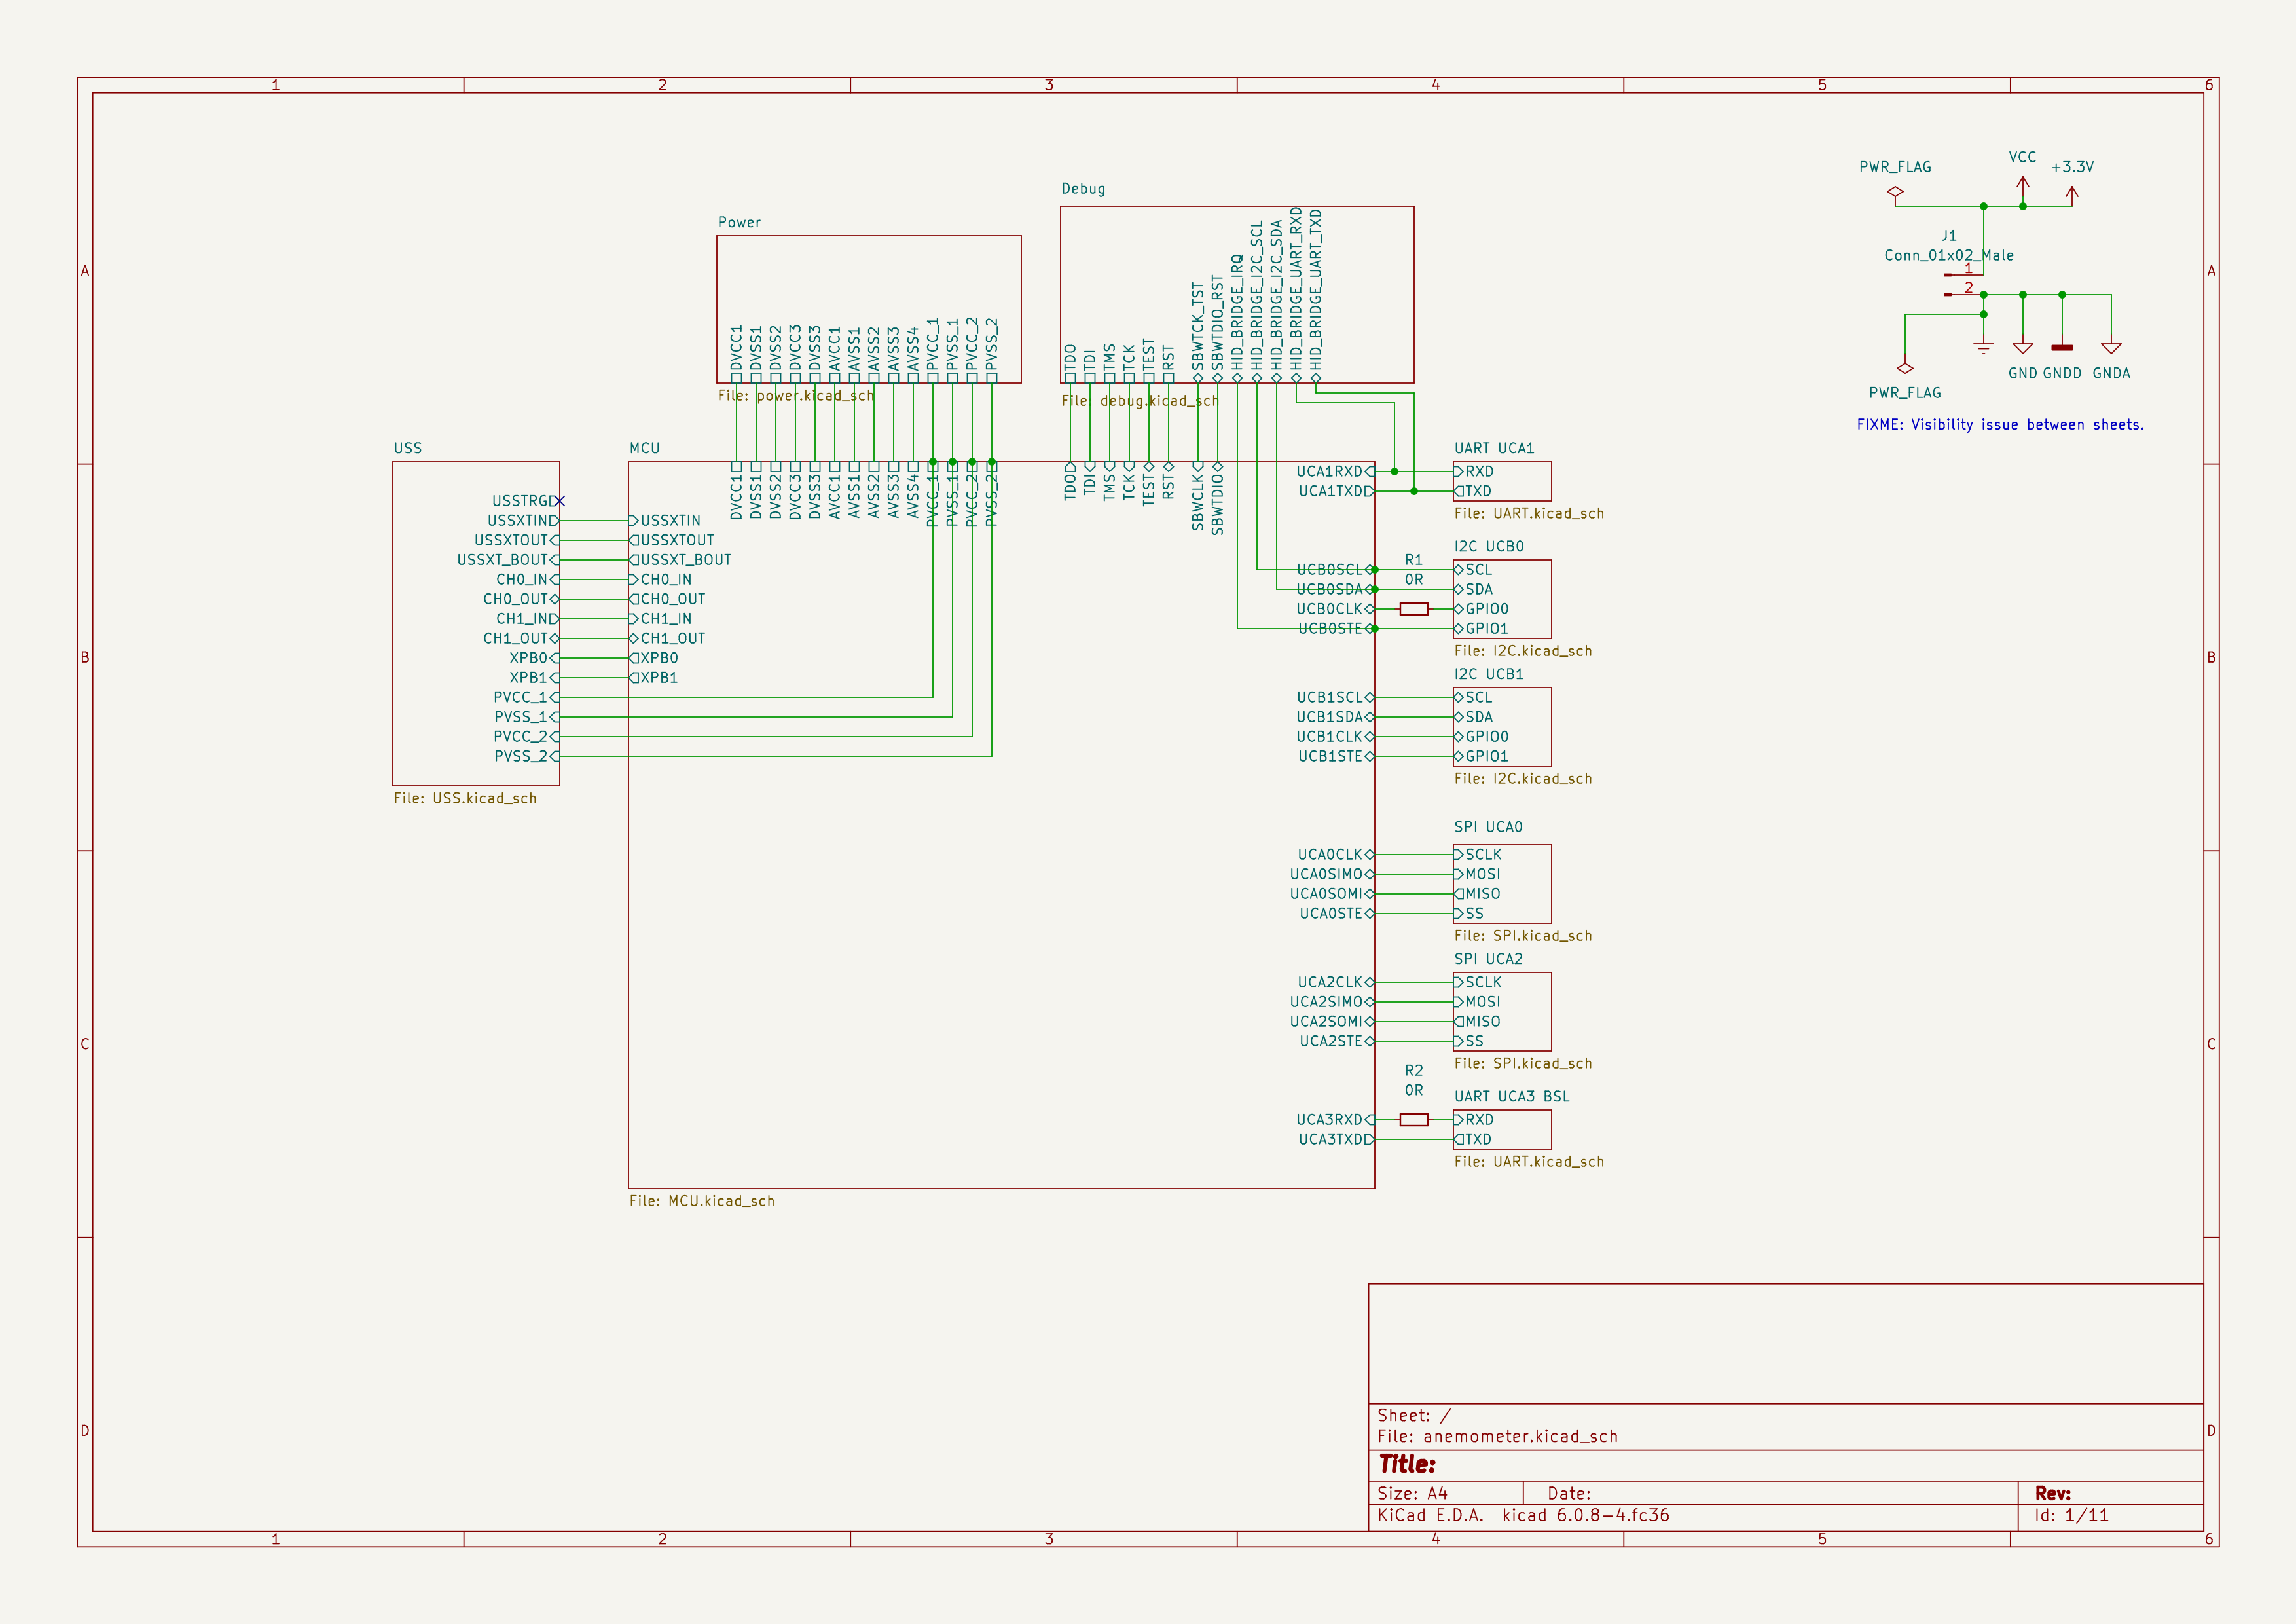 1 2 3 4 5 6
A
B
C
D
A
B
C
D
PWR_FLAG
VCC
+3.3V
J1
Conn_01x02_Male
1
2
GND GNDD GNDA
PWR_FLAG
FIXME: Visibility issue between sheets.
Power
DVCC1
DVSS1
DVSS2
DVCC3
DVSS3
AVCC1
AVSS1
AVSS2
AVSS3
AVSS4
PVCC_1
PVSS_1
PVCC_2
PVSS_2
File: power.kicad_sch
Debug
TDO
TDI
TMS
TCK
TEST
RST
SBWTCK_TST
SBWTDIO_RST
HID_BRIDGE_IRQ
HID_BRIDGE_I2C_SCL
HID_BRIDGE_I2C_SDA
HID_BRIDGE_UART_RXD
HID_BRIDGE_UART_TXD
File: debug.kicad_sch
USS
USSTRG
USSXTIN
USSXTOUT
USSXT_BOUT
CH0_IN
CH0_OUT
CH1_IN
CH1_OUT
XPB0
XPB1
PVCC_1
PVSS_1
PVCC_2
PVSS_2
File: USS.kicad_sch
MCU
DVCC1
DVSS1
DVSS2
DVCC3
DVSS3
AVCC1
AVSS1
AVSS2
AVSS3
AVSS4
PVCC_1
PVSS_1
PVCC_2
PVSS_2
TDO
TDI
TMS
TCK
TEST
RST
SBWCLK
SBWTDIO
USSXTIN
USSXTOUT
USSXT_BOUT
CH0_IN
CH0_OUT
CH1_IN
CH1_OUT
XPB0
XPB1
UCA1RXD
UCA1TXD
UCB0SCL
UCB0SDA
UCB0CLK
UCB0STE
UCB1SCL
UCB1SDA
UCB1CLK
UCB1STE
UCA0CLK
UCA0SIMO
UCA0SOMI
UCA0STE
UCA2CLK
UCA2SIMO
UCA2SOMI
UCA2STE
UCA3RXD
UCA3TXD
File: MCU.kicad_sch
UART UCA1
RXD
TXD
File: UART.kicad_sch
R1
0R
I2C UCB0
SCL
SDA
GPIO0
GPIO1
File: I2C.kicad_sch
I2C UCB1
SCL
SDA
GPIO0
GPIO1
File: I2C.kicad_sch
SPI UCA0
SCLK
MOSI
MISO
SS
File: SPI.kicad_sch
SPI UCA2
SCLK
MOSI
MISO
SS
File: SPI.kicad_sch
R2
0R
UART UCA3 BSL
RXD
TXD
File: UART.kicad_sch
Sheet: /
File: anemometer.kicad_sch
Title:
Size: A4 Date: Rev:
KiCad E.D.A. kicad 6.0.8-4.fc36 Id: 1/11
1 2 3 4 5 6